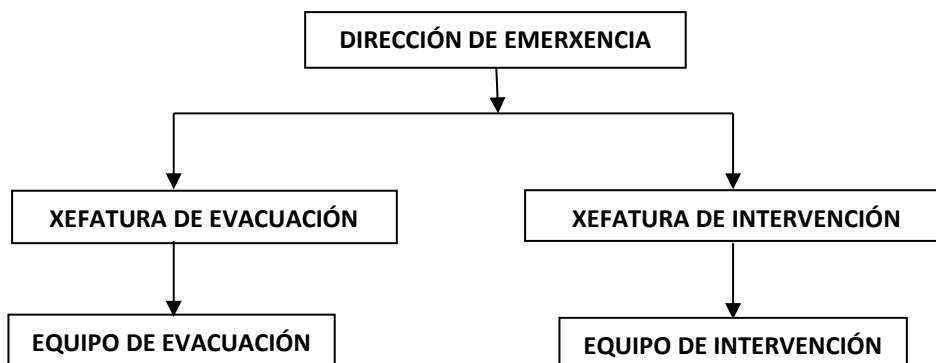 DIRECCIÓN DE EMERXENCIA
XEFATURA DE EVACUACIÓN
XEFATURA DE INTERVENCIÓN
EQUIPO DE EVACUACIÓN
EQUIPO DE INTERVENCIÓN